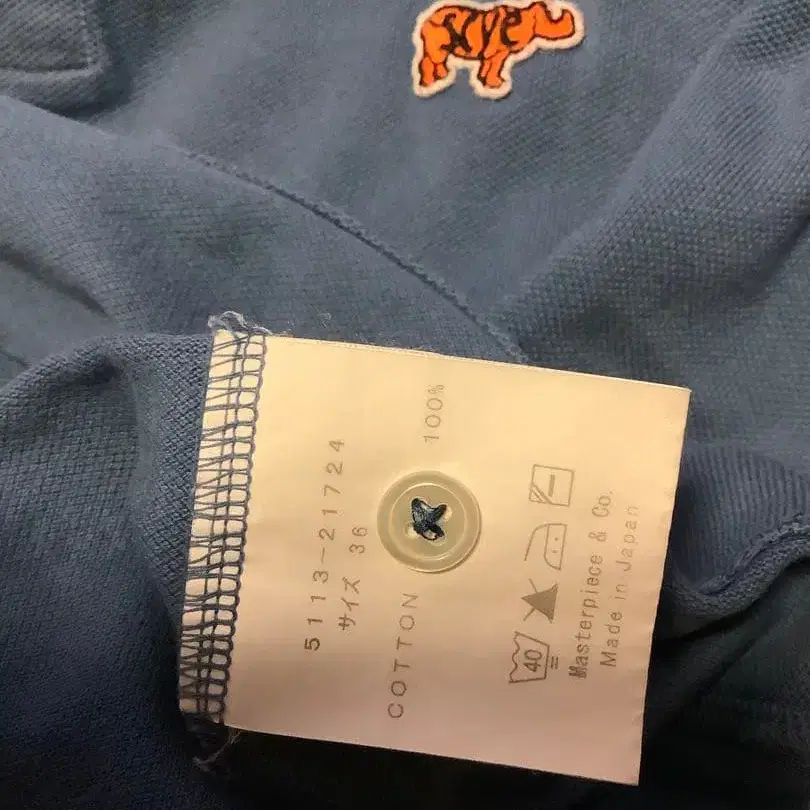 5113-21724
サイズ 36
COTTON 100%
40
Masterpiece & Co.
Made in Japan